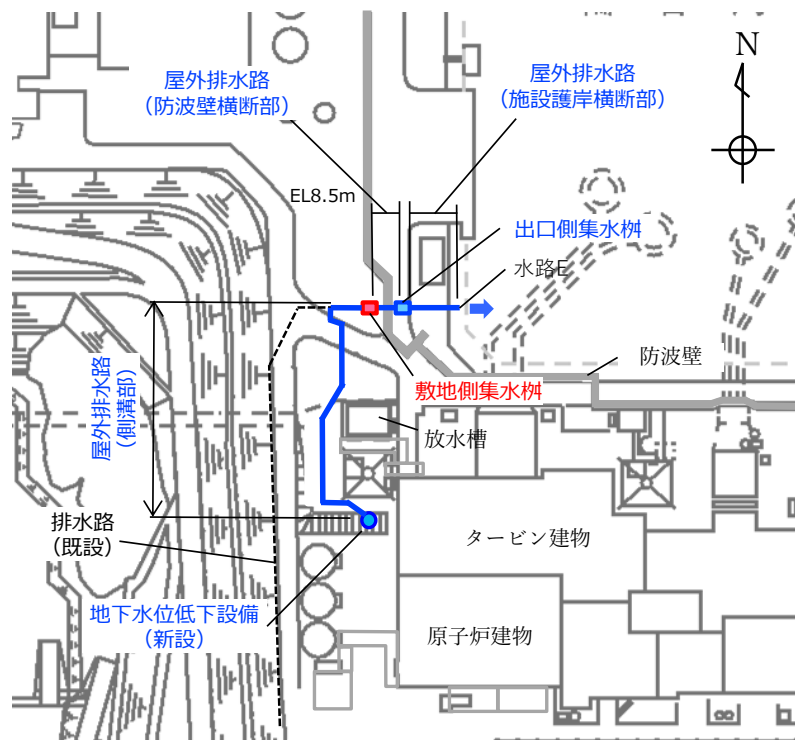 屋外排水路
（防波壁横断部）
屋外排水路
（施設護岸横断部）
N
EL8.5m
出口側集水桝
水路E
防波壁
敷地側集水桝
屋外排水路
（側溝部）
放水槽
排水路
（既設）
タービン建物
地下水位低下設備
（新設）
原子炉建物